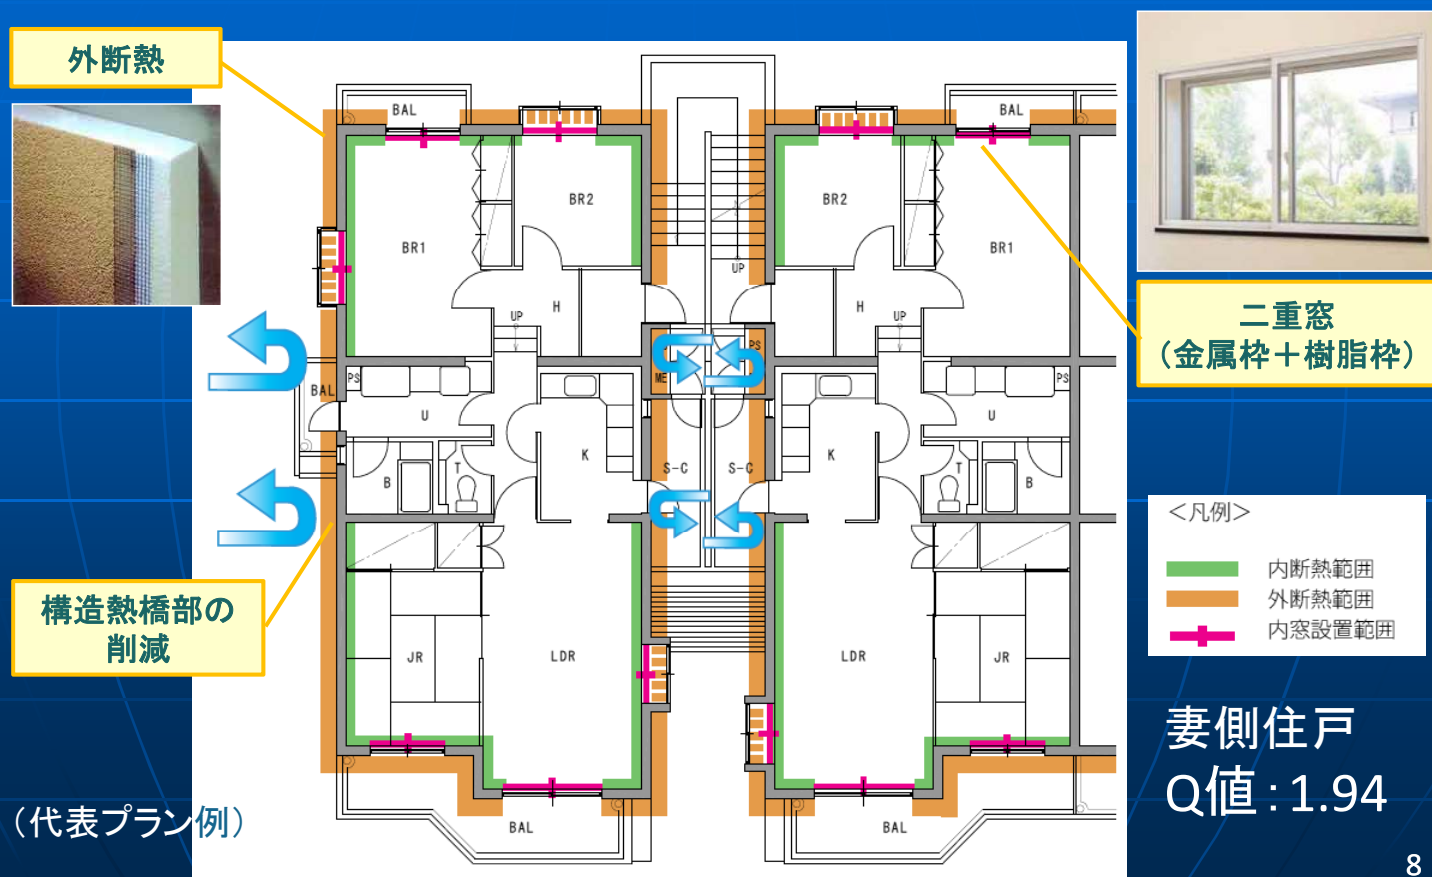 外断熱
BAL
BAL
BR2
BR2
BR1
BR1
UP
H
H
UP
UP
PS
ME
PS
BAL
PS
U
U
K
K
S-C
S-C
B
T
T
B
JR
LDR
LDR
JR
BAL
BAL
二重窓
（金属枠＋樹脂枠）
構造熱橋部の
削減
＜凡例＞
内断熱範囲
外断熱範囲
内窓設置範囲
妻側住戸
Q値：1.94
（代表プラン例）
8